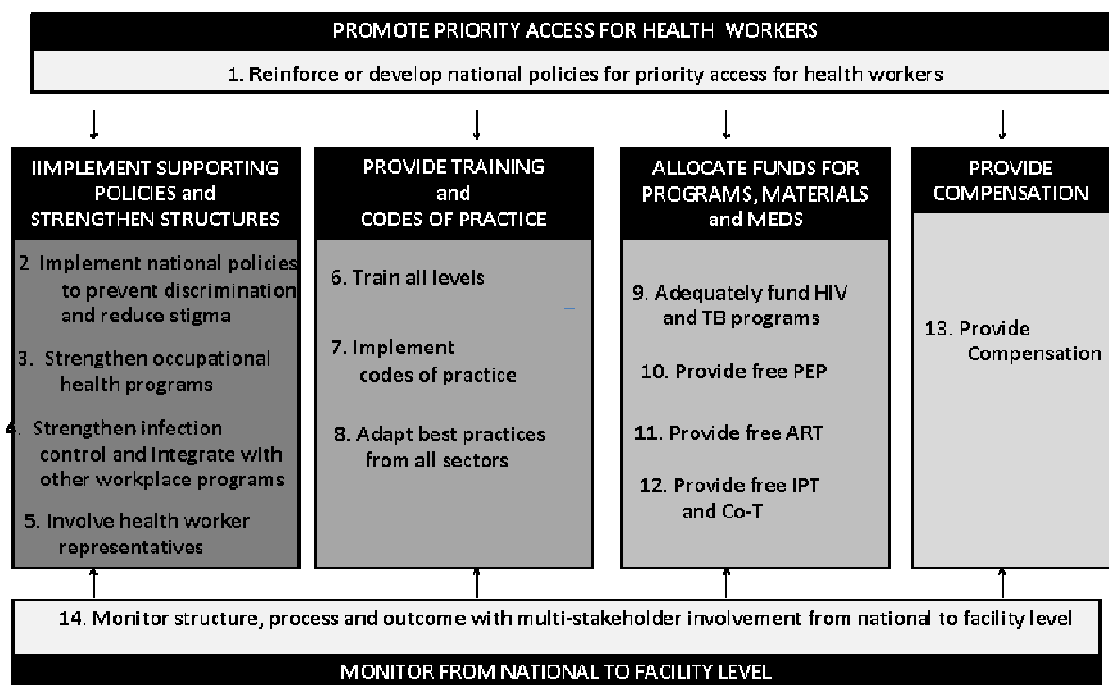 PROMOTE PRIORITY ACCESS FOR HEALTH WORKERS
1. Reinforce or develop national policies for priority access for health workers
IIMPLEMENT SUPPORTING
POLICIES and
STRENGTHEN STRUCTURES
2 Implement national policies
to prevent discrimination
and reduce stigma
3. Strengthen occupational
health programs
4. Strengthen infection
control and integrate with
other workplace programs
5. Involve health worker
representatives
PROVIDE TRAINING
and
CODES OF PRACTICE
6. Train all levels
7. Implement
codes of practice
8. Adapt best practices
from all sectors
ALLOCATE FUNDS FOR
PROGRAMS, MATERIALS
and MEDS
9. Adequately fund HIV
and TB programs
10. Provide free PEP
11. Provide free ART
12. Provide free IPT
and Co-T
PROVIDE
COMPENSATION
13. Provide
Compensation
14. Monitor structure, process and outcome with multi-stakeholder involvement from national to facility level
MONITOR FROM NATIONAL TO FACILITY LEVEL